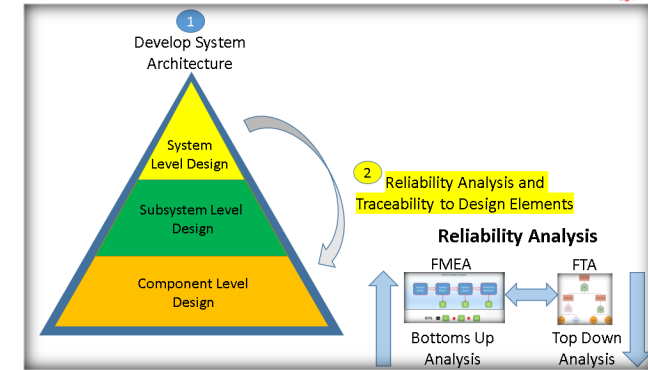 1
Develop System
Architecture
System
Level Design
Subsystem Level
Design
Component Level
Design
2
Reliability Analysis and
Traceability to Design Elements
Reliability Analysis
FMEA
FTA
Bottoms Up
Analysis
Top Down
Analysis